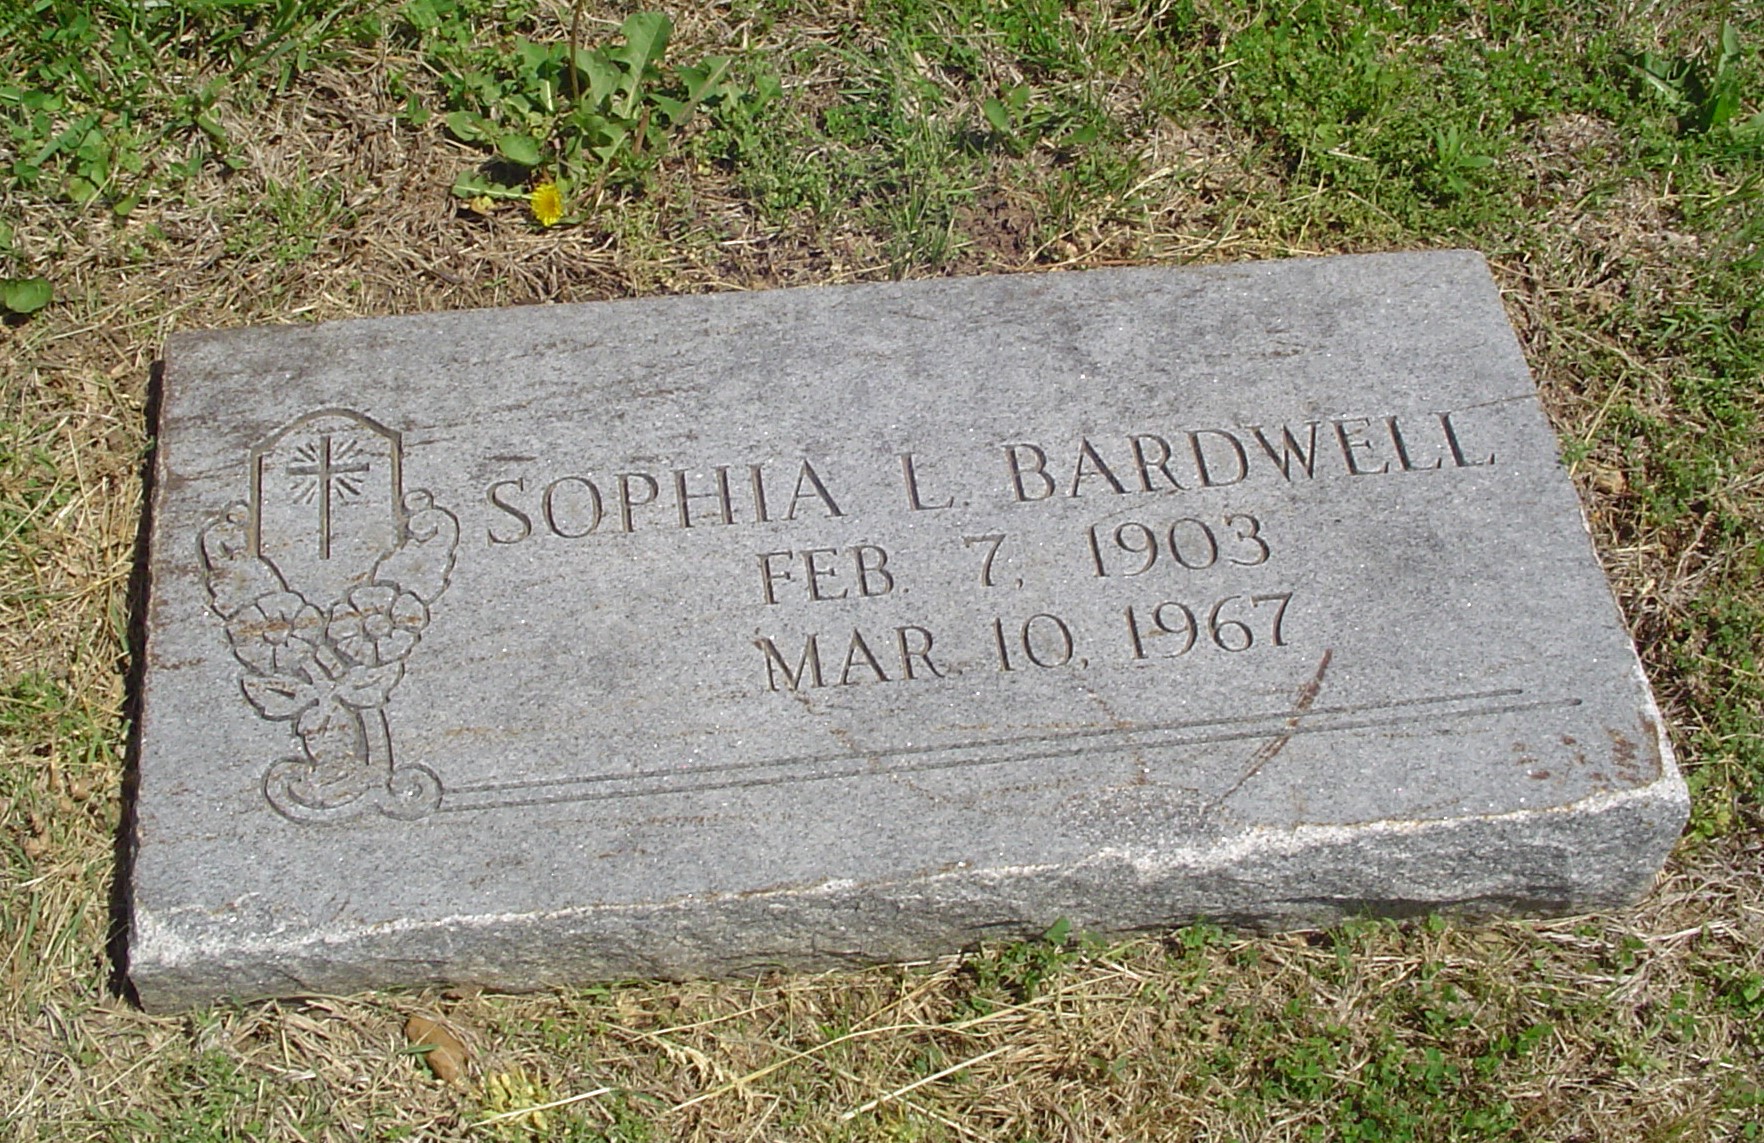 SOPHIA L. BARDWELL
FEB. 7, 1903
MAR. 10, 1967